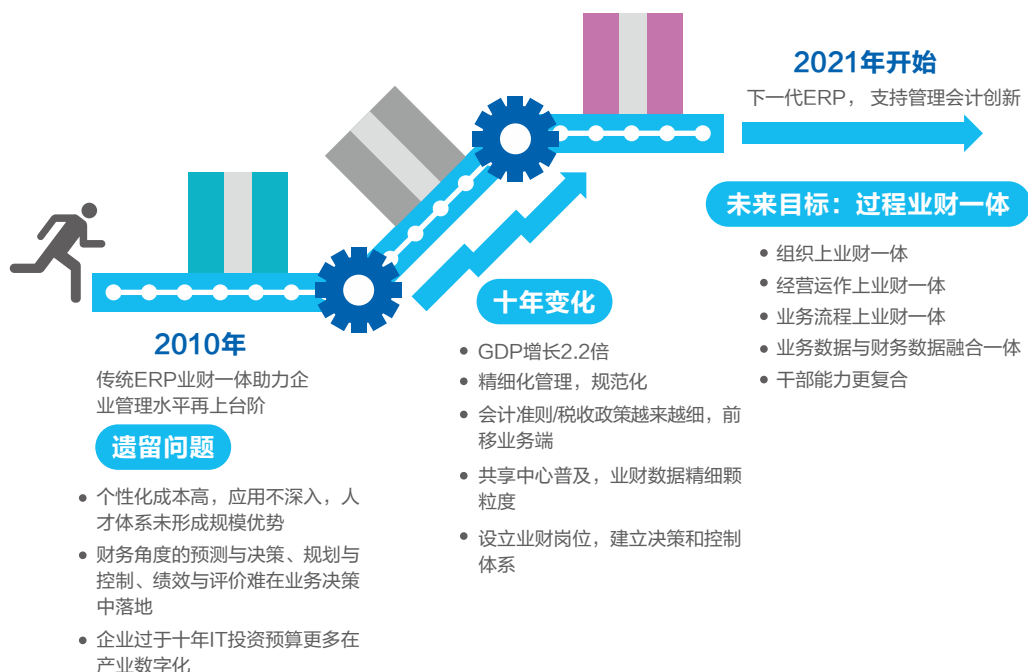 2010年
传统ERP业财一体助力企
业管理水平再上台阶
遗留问题
个性化成本高，应用不深入，人
才体系未形成规模优势
财务角度的预测与决策、规划与
控制、绩效与评价难在业务决策
中落地
企业过于十年IT投资预算更多在
产业数字化
十年变化
GDP增长2.2倍
精细化管理，规范化
会计准则/税收政策越来越细，前
移业务端
共享中心普及，业财数据精细颗
粒度
设立业财岗位，建立决策和控制
体系
2021年开始
下一代ERP， 支持管理会计创新
未来目标：过程业财一体
组织上业财一体
经营运作上业财一体
业务流程上业财一体
业务数据与财务数据融合一体
干部能力更复合